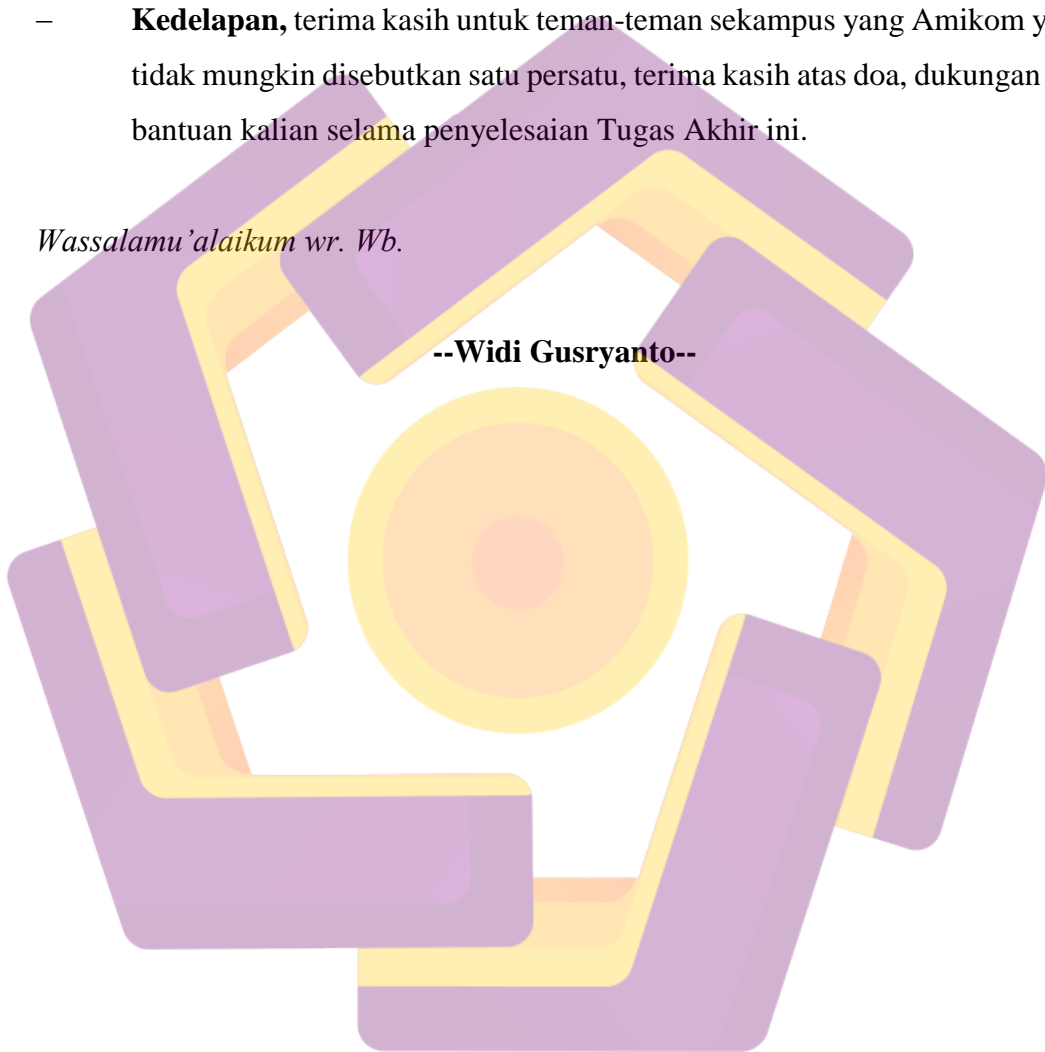 – Kedelapan, terima kasih untuk teman-teman sekampus yang Amikom
tidak mungkin disebutkan satu persatu, terima kasih atas doa, dukungan
bantuan kalian selama penyelesaian Tugas Akhir ini.
Wassalamu’alaikum wr. Wb.
--Widi Gusryanto--